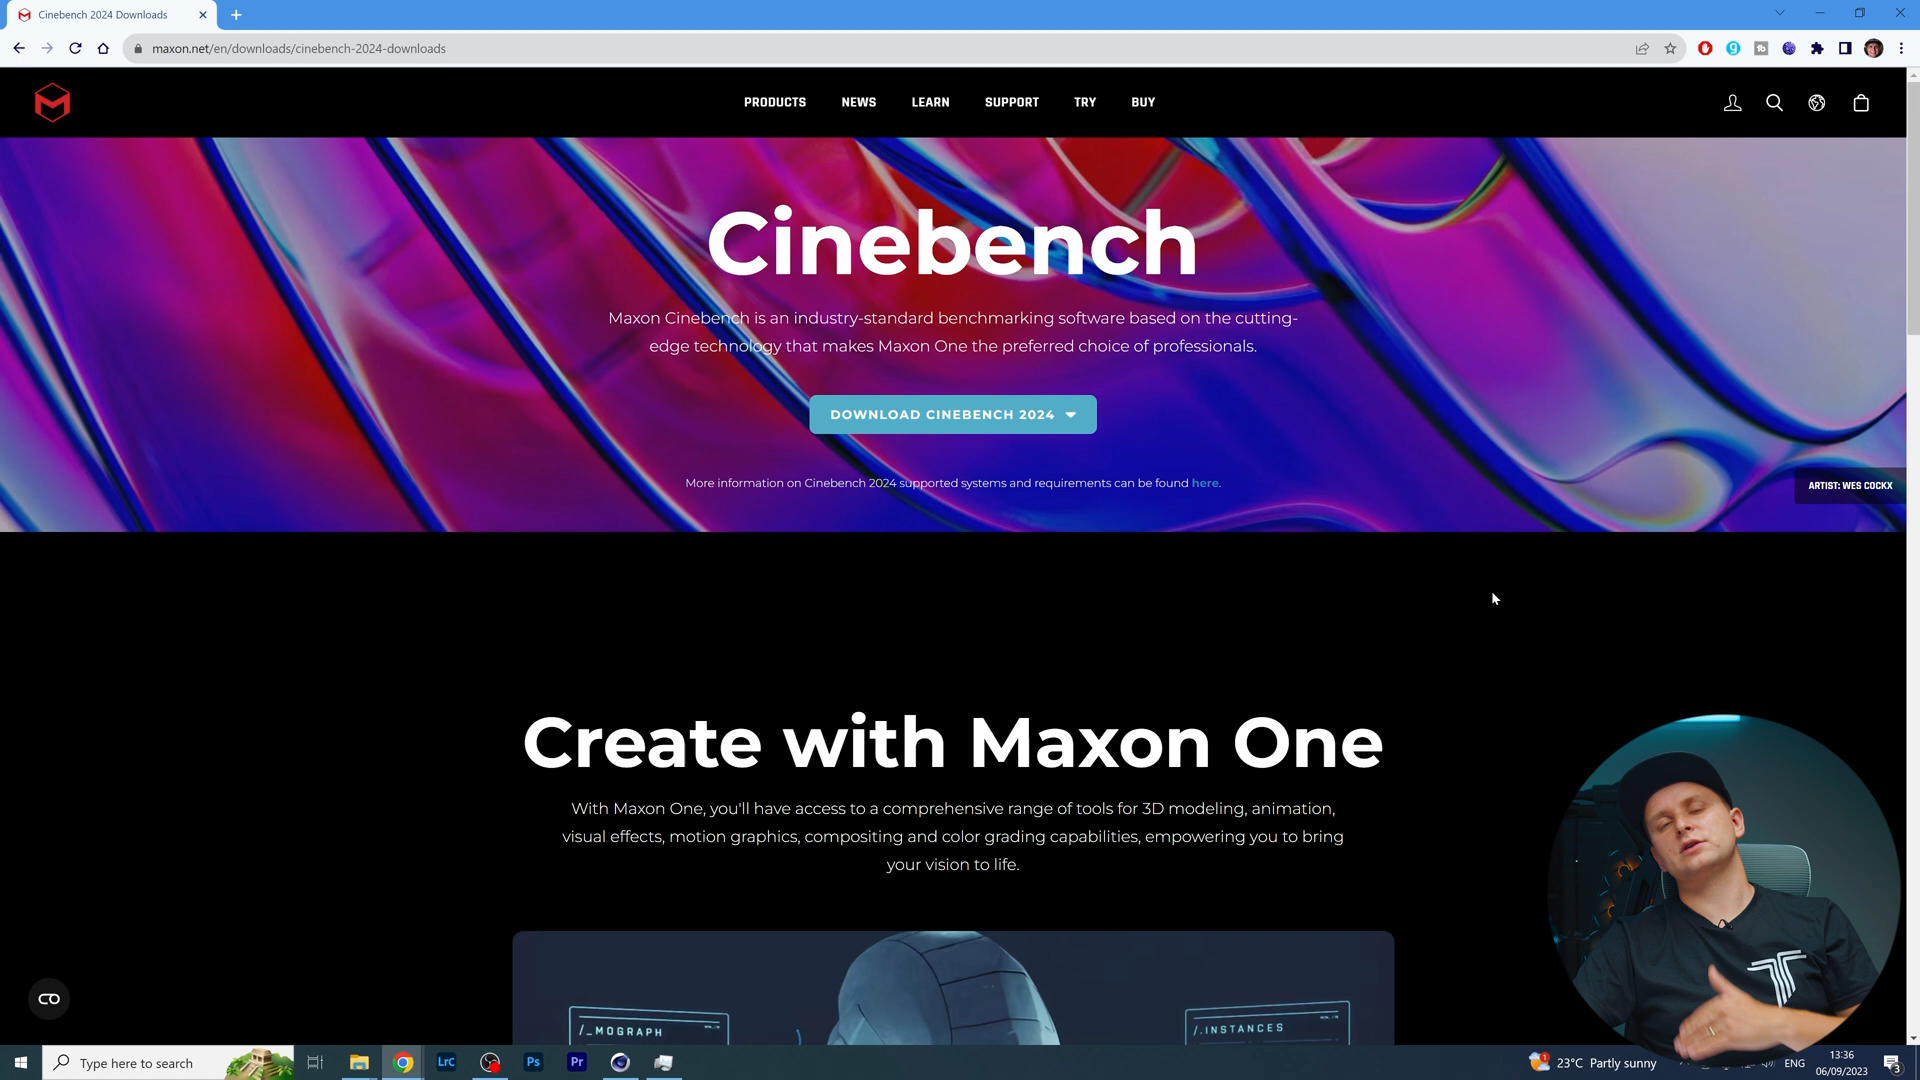 Cinebench 2024 Downloads
maxon.net/en/downloads/cinebench-2024-downloads
PRODUCTS NEWS LEARN SUPPORT TRY BUY
Cinebench
Maxon Cinebench is an industry-standard benchmarking software based on the cutting-
edge technology that makes Maxon One the preferred choice of professionals.
DOWNLOAD CINEBENCH 2024
More information on Cinebench 2024 supported systems and requirements can be found here.
ARTIST: WES COCKX
Create with Maxon One
With Maxon One, you'll have access to a comprehensive range of tools for 3D modeling, animation,
visual effects, motion graphics, compositing and color grading capabilities, empowering you to bring
your vision to life.
/_MOGRAPH
/.INSTANCES
Type here to search
LrC
Ps
Pr
1
23°C Partly sunny
ENG
13:36
06/09/2023
3